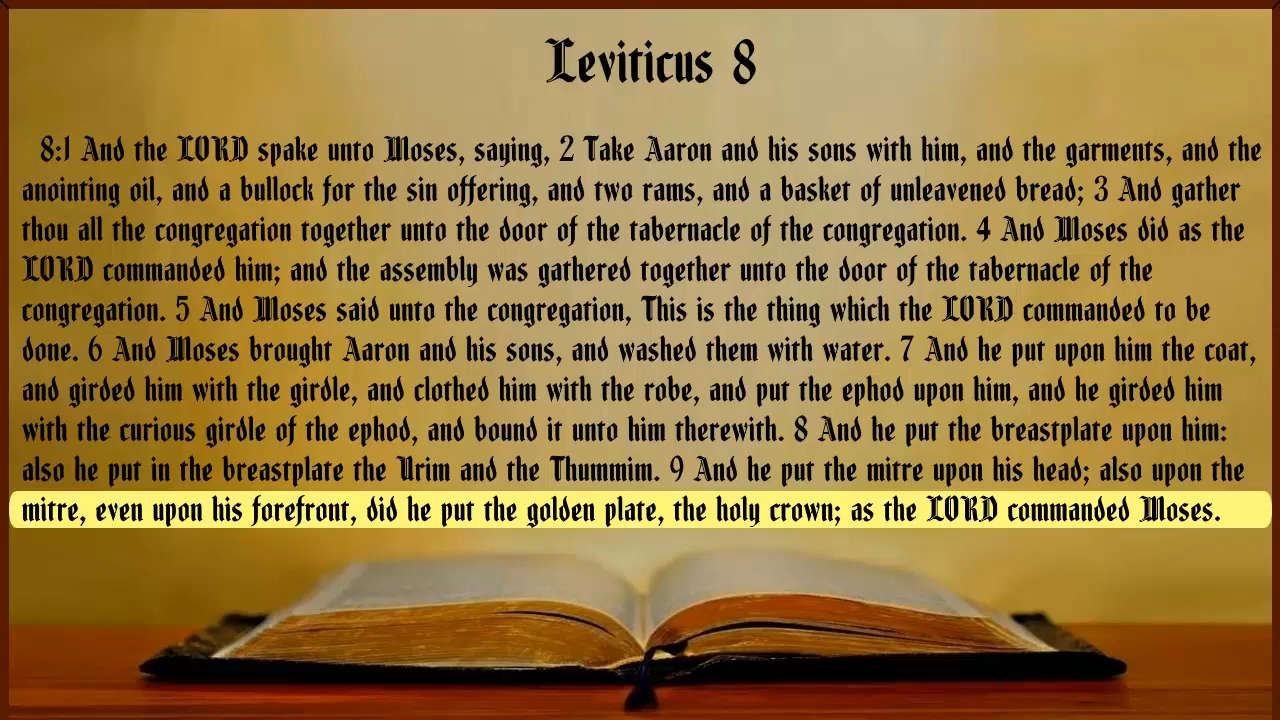 Leviticus 8
8:1 And the LORD spake unto Moses, saying, 2 Take Aaron and his sons with him, and the garments, and the
anointing oil, and a bullock for the sin offering, and two rams, and a basket of unleavened bread; 3 And gather
thou all the congregation together unto the door of the tabernacle of the congregation. 4 And Moses did as the
LORD commanded him; and the assembly was gathered together unto the door of the tabernacle of the
congregation. 5 And Moses said unto the congregation, This is the thing which the LORD commanded to be
done. 6 And Moses brought Aaron and his sons, and washed them with water. 7 And he put upon him the coat,
and girded him with the girdle, and clothed him with the robe, and put the ephod upon him, and he girded him
with the curious girdle of the ephod, and bound it unto him therewith. 8 And he put the breastplate upon him:
also he put in the breastplate the Urim and the Thummim. 9 And he put the mitre upon his head; also upon the
mitre, even upon his forefront, did he put the golden plate, the holy crown; as the LORD commanded Moses.